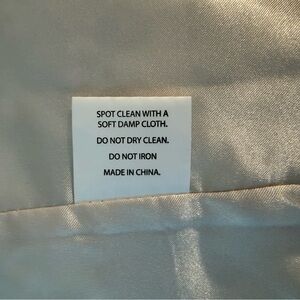 SPOT CLEAN WITH A
SOFT DAMP CLOTH.
DO NOT DRY CLEAN.
DO NOT IRON
MADE IN CHINA.